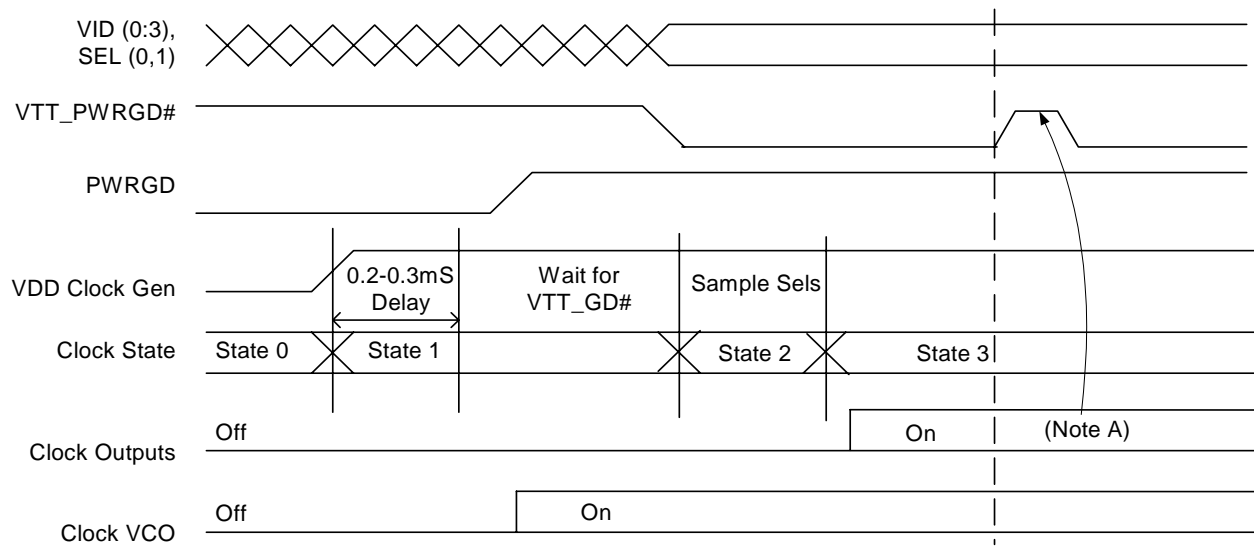 VID (0:3),
SEL (0,1)
VTT_PWRGD#
PWRGD
VDD Clock Gen
0.2-0.3mS
Delay
Wait for
VTT_GD#
Sample Sels
Clock State
State 0
State 1
State 2
State 3
Clock Outputs
Off
On
(Note A)
Clock VCO
Off
On